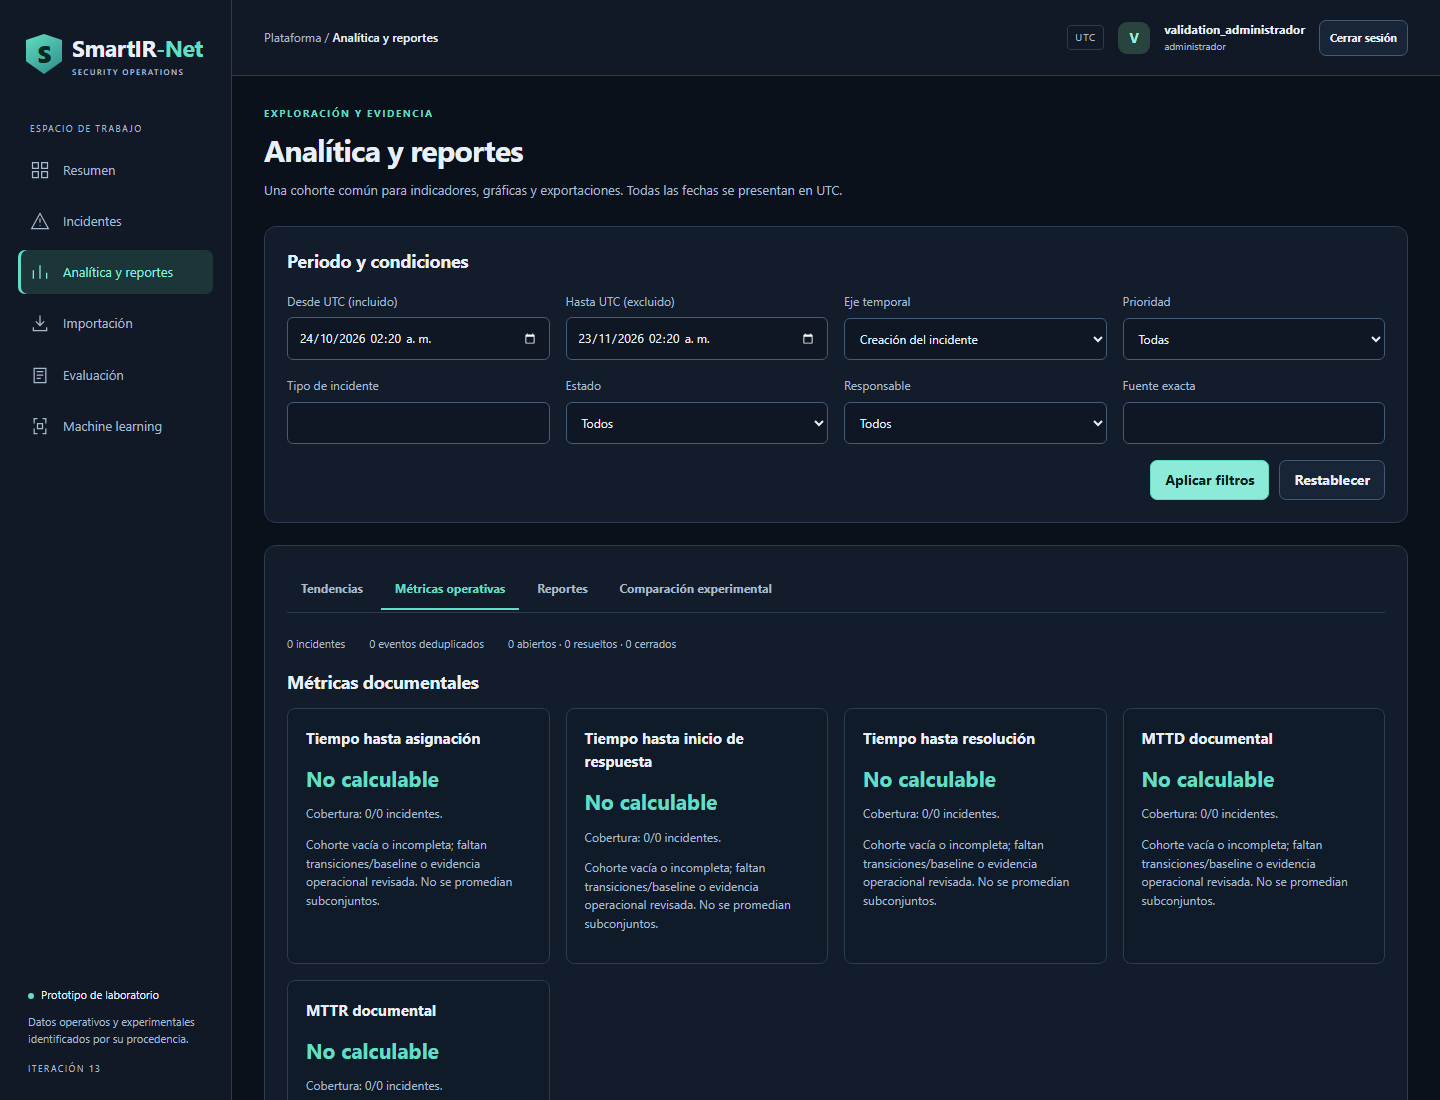 SmartIR-Net
SECURITY OPERATIONS
ESPACIO DE TRABAJO
Resumen
Incidentes
Analítica y reportes
Importación
Evaluación
Machine learning
Prototipo de laboratorio
Datos operativos y experimentales
identificados por su procedencia.
ITERACIÓN 13
Plataforma / Analítica y reportes
UTC
V
validation_administrador
administrador
Cerrar sesión
EXPLORACIÓN Y EVIDENCIA
Analítica y reportes
Una cohorte común para indicadores, gráficas y exportaciones. Todas las fechas se presentan en UTC.
Periodo y condiciones
Desde UTC (incluido)
24/10/2026 02:20 a. m.
Hasta UTC (excluido)
23/11/2026 02:20 a. m.
Eje temporal
Creación del incidente
Prioridad
Todas
Tipo de incidente
Estado
Todos
Responsable
Todos
Fuente exacta
Aplicar filtros
Restablecer
Tendencias
Métricas operativas
Reportes
Comparación experimental
0 incidentes
0 eventos deduplicados
0 abiertos · 0 resueltos · 0 cerrados
Métricas documentales
Tiempo hasta asignación
No calculable
Cobertura: 0/0 incidentes.
Cohorte vacía o incompleta; faltan
transiciones/baseline o evidencia
operacional revisada. No se promedian
subconjuntos.
Tiempo hasta inicio de
respuesta
No calculable
Cobertura: 0/0 incidentes.
Cohorte vacía o incompleta; faltan
transiciones/baseline o evidencia
operacional revisada. No se promedian
subconjuntos.
Tiempo hasta resolución
No calculable
Cobertura: 0/0 incidentes.
Cohorte vacía o incompleta; faltan
transiciones/baseline o evidencia
operacional revisada. No se promedian
subconjuntos.
MTTD documental
No calculable
Cobertura: 0/0 incidentes.
Cohorte vacía o incompleta; faltan
transiciones/baseline o evidencia
operacional revisada. No se promedian
subconjuntos.
MTTR documental
No calculable
Cobertura: 0/0 incidentes.